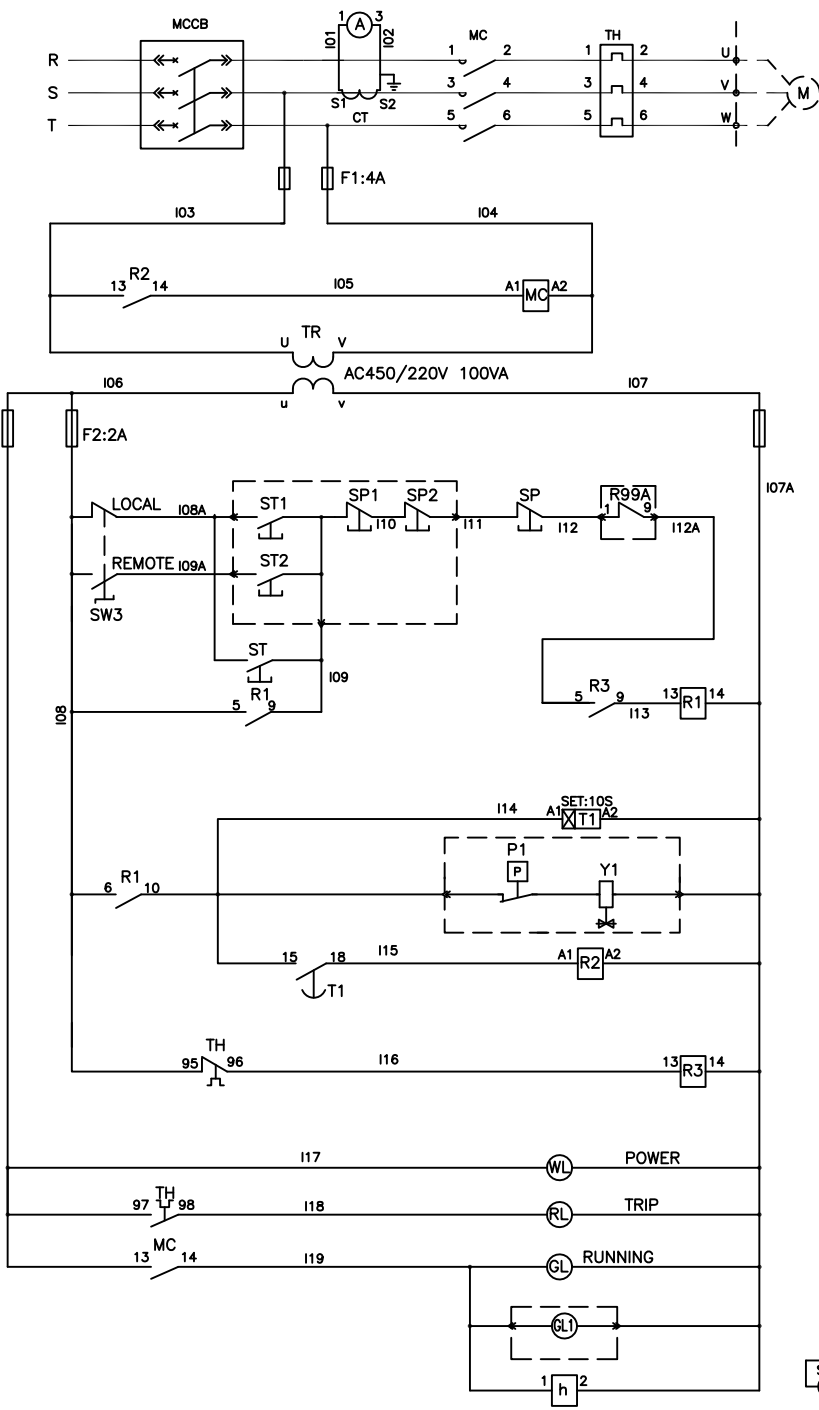 MCCB
1 A 3
I01 I02
MC
TH
R 1 2 1 2 U
S 3 4 3 4 V M
S1 S2
T CT 5 6 5 6 W
F1:4A
I03 I04
R2
13 14 I05 A1 MC A2
TR
U V
AC450/220V 100VA
I06 I07
u v
F2:2A
I07A
LOCAL I08A ST1 SP1 SP2 SP R99A
I10 I11 I12 1 9 I12A
REMOTE I09A ST2
SW3
ST
I09
R1
5 9
I08
R3
5 9 I13 13 R1 14
SET:10S
I14 A1 T1 A2
P1
P
Y1
R1
6 10
15 18 I15 A1 R2 A2
T1
TH
95 96 I16 13 R3 14
I17 WL POWER
TH
97 98 I18 RL TRIP
MC
13 14 I19 GL RUNNING
GL1
1 h 2